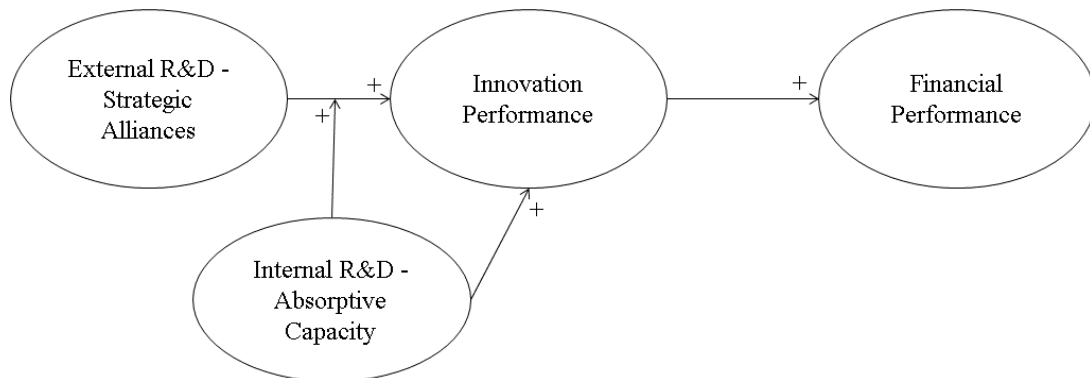 External R&D -
Strategic
Alliances
+
+
+
Innovation
Performance
+
Financial
Performance
Internal R&D -
Absorptive
Capacity
+